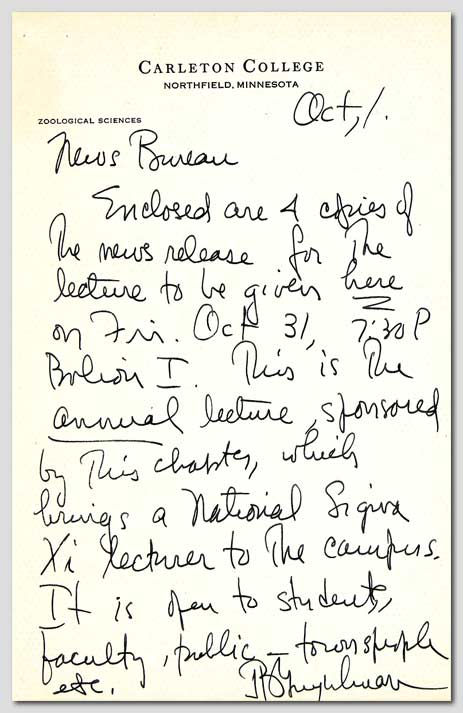 CARLETON COLLEGE
NORTHFIELD, MINNESOTA
Oct, 1.
ZOOLOGICAL SCIENCES
News Bureau
Enclosed are 4 copies of
the news release for the
lecture to be given here
on Fri. Oct 31, 7:30 P
I. This is the
annual lecture, sponsored
by this chapter, which
brings a National Sigma
Xi lecturer to the campus.
It is open to students,
faculty, public – townspeople
etc.